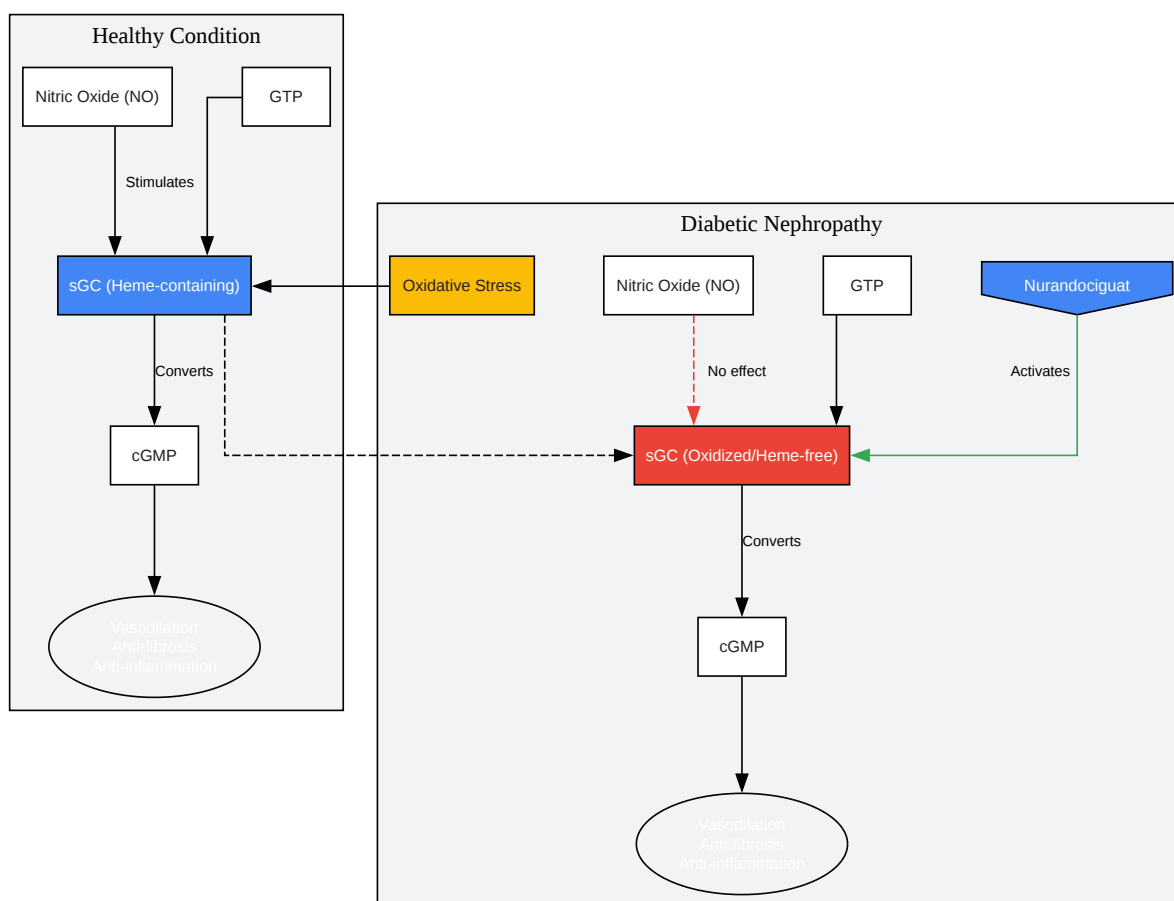 Healthy Condition
Nitric Oxide (NO)
GTP
Stimulates
sGC (Heme-containing)
Converts
cGMP
Vasodilation
Anti-fibrosis
Anti-inflammation
Diabetic Nephropathy
Oxidative Stress
Nitric Oxide (NO)
GTP
Nurandociguat
No effect
Activates
sGC (Oxidized/Heme-free)
Converts
cGMP
Vasodilation
Anti-fibrosis
Anti-inflammation